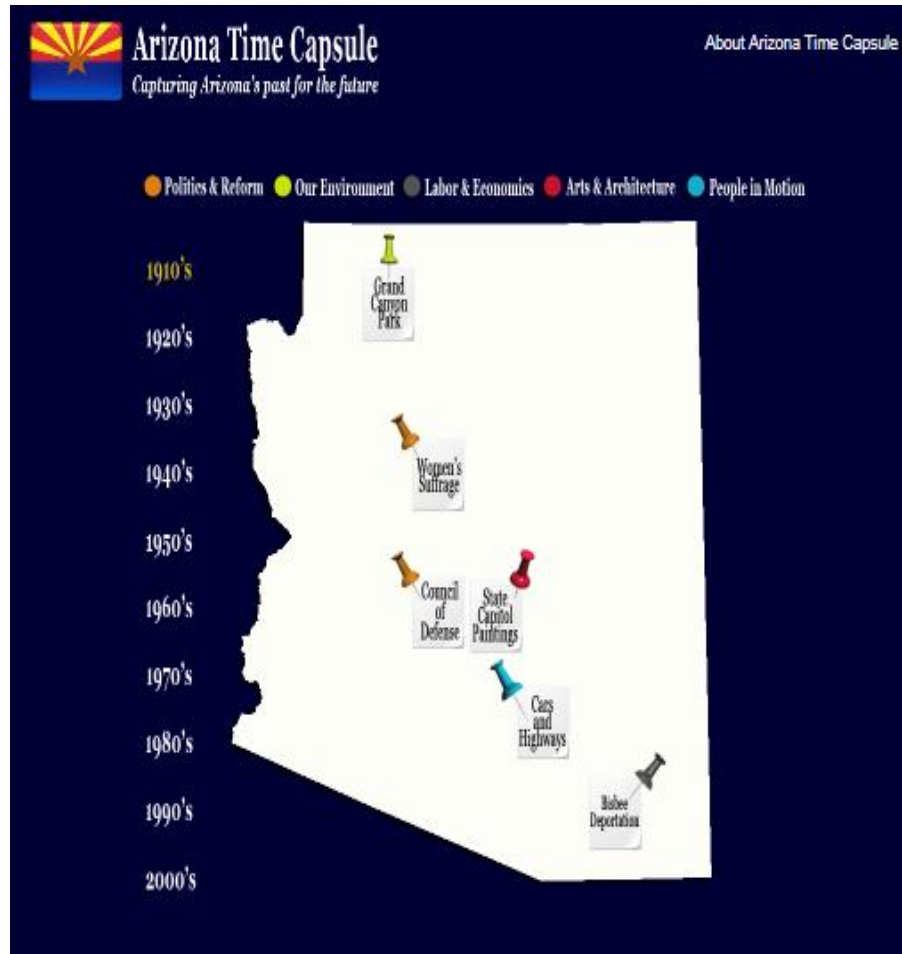 Arizona Time Capsule
Capturing Arizona's past for the future
About Arizona Time Capsule
Politics & Reform
Our Environment
Labor & Economics
Arts & Architecture
People in Motion
1910's
1920's
1930's
1940's
1950's
1960's
1970's
1980's
1990's
2000's
Grand
Canyon
Park
Women's
Suffrage
Council
of
Defense
State
Capitol
Paintings
Cars
and
Highways
Bisbee
Deportation